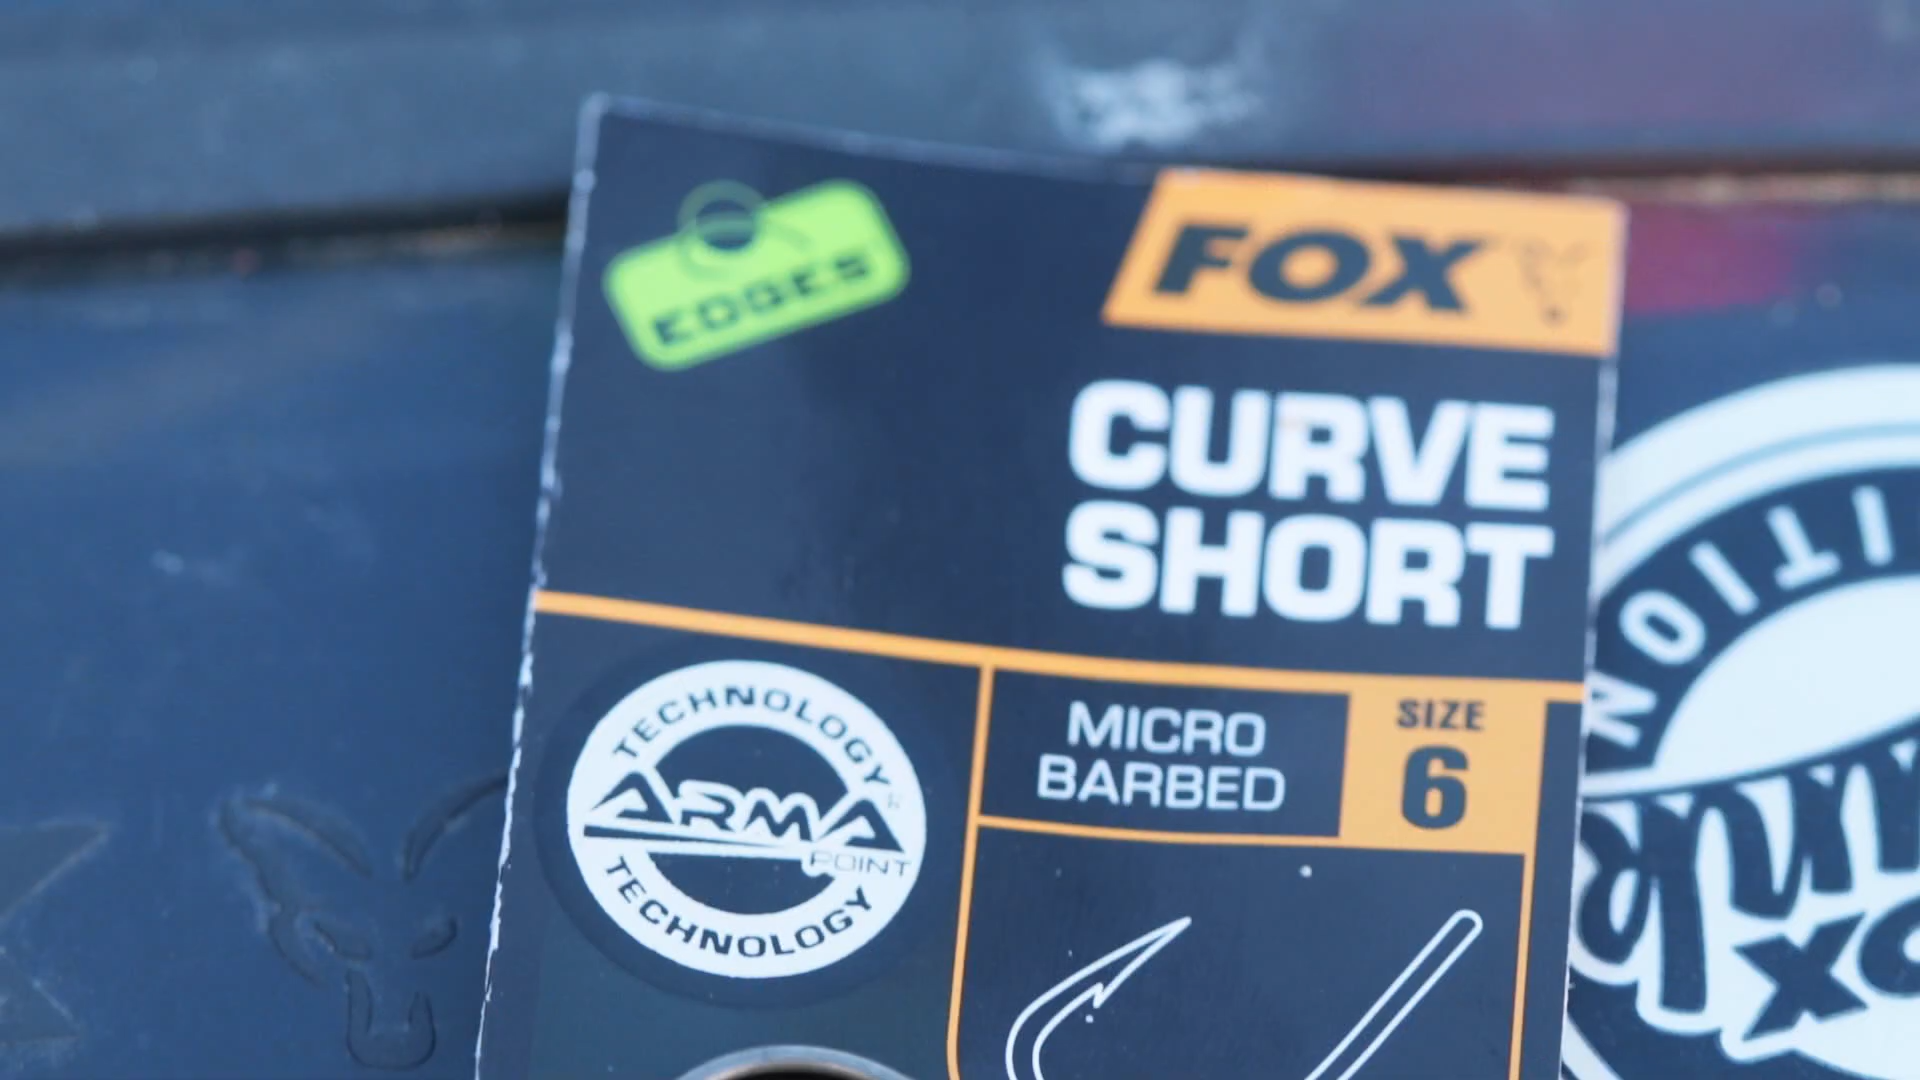 EDGES
FOX
CURVE
SHORT
TECHNOLOGY
ARMA®
POINT
TECHNOLOGY
MICRO
BARBED
SIZE
6